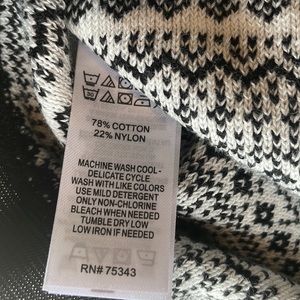 78% COTTON
22% NYLON
MACHINE WASH COOL-
DELICATE CYCLE
WASH WITH LIKE COLORS
USE MILD DETERGENT
ONLY NON-CHLORINE
BLEACH WHEN NEEDED
TUMBLE DRY LOW
LOW IRON IF NEEDED
RN# 75343